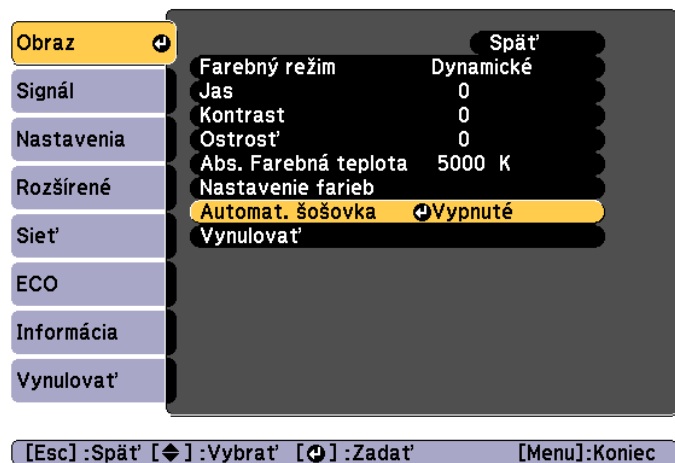 Obraz
Signál
Nastavenia
Rozšírené
Sieť
ECO
Informácia
Vynulovať
Späť
Farebný režim Dynamické
Jas 0
Kontrast 0
Ostrosť 0
Abs. Farebná teplota 5000 K
Nastavenie farieb
Automat. šošovka Vypnuté
Vynulovať
[Esc] :Späť [ ] :Vybrať [ ] :Zadať [Menu]:Koniec